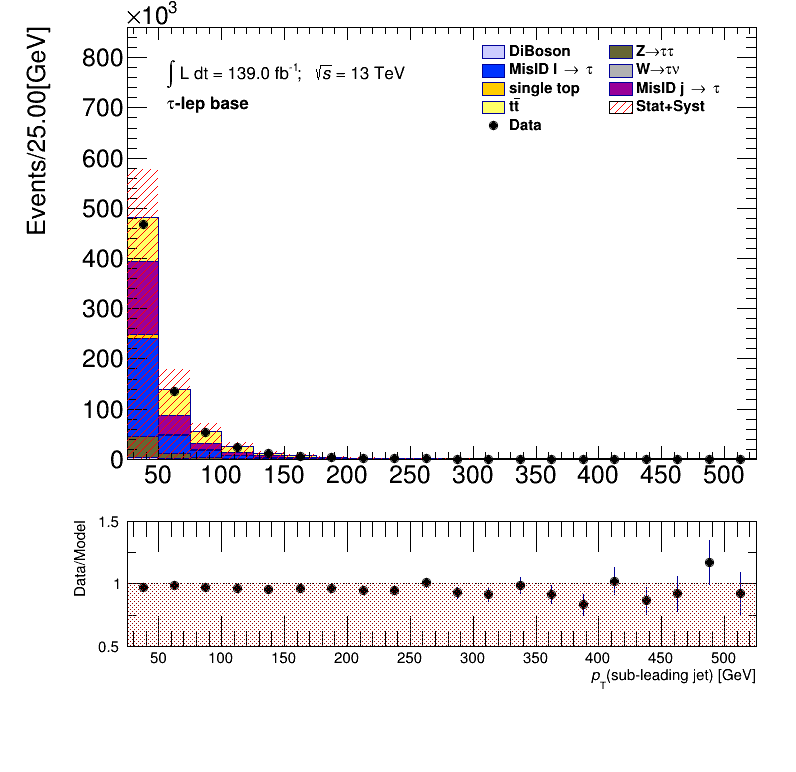 ×10³
Events/25.00[GeV]
800
700
600
500
400
300
200
100
0
∫ L dt = 139.0 fb⁻¹; √s = 13 TeV
τ-lep base
DiBoson
MisID l → τ
single top
tt̄
Data
Z→ττ
W→τν
MisID j → τ
Stat+Syst
50 100 150 200 250 300 350 400 450 500
Data/Model
1.5
1
0.5
50 100 150 200 250 300 350 400 450 500
p_T(sub-leading jet) [GeV]